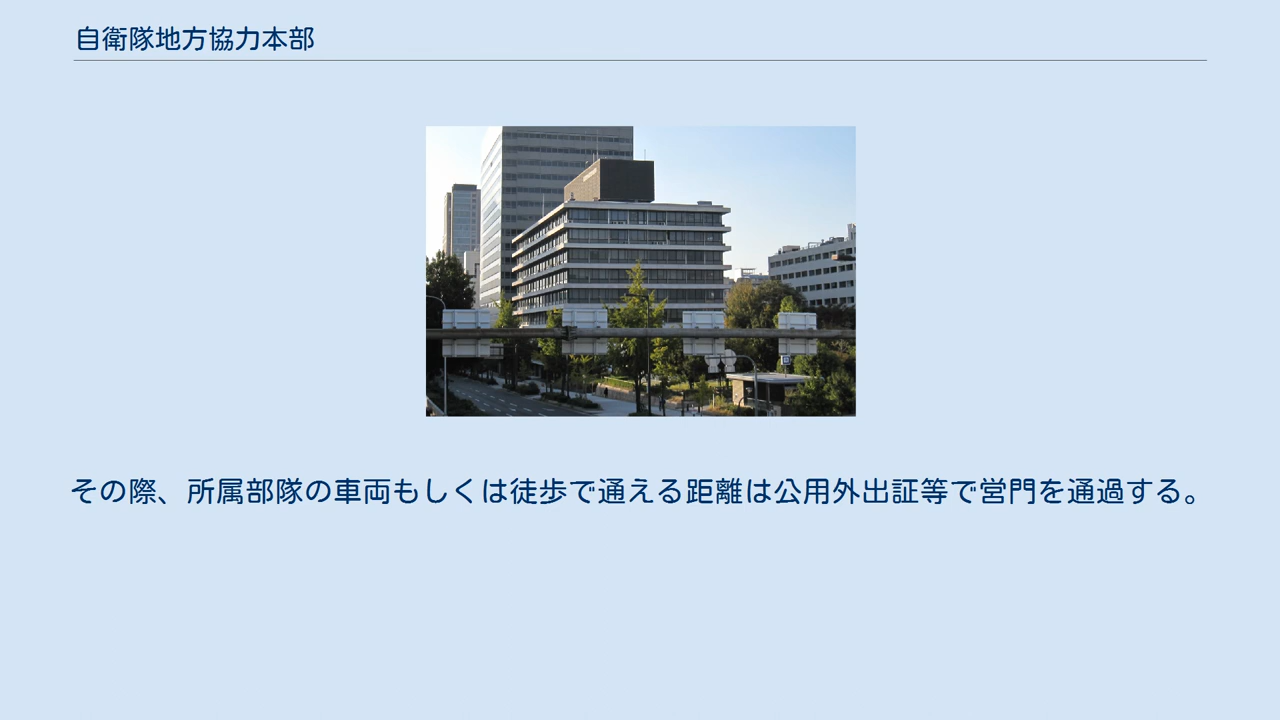 自衛隊地方協力本部
その際、所属部隊の車両もしくは徒歩で通える距離は公用外出証等で営門を通過する。